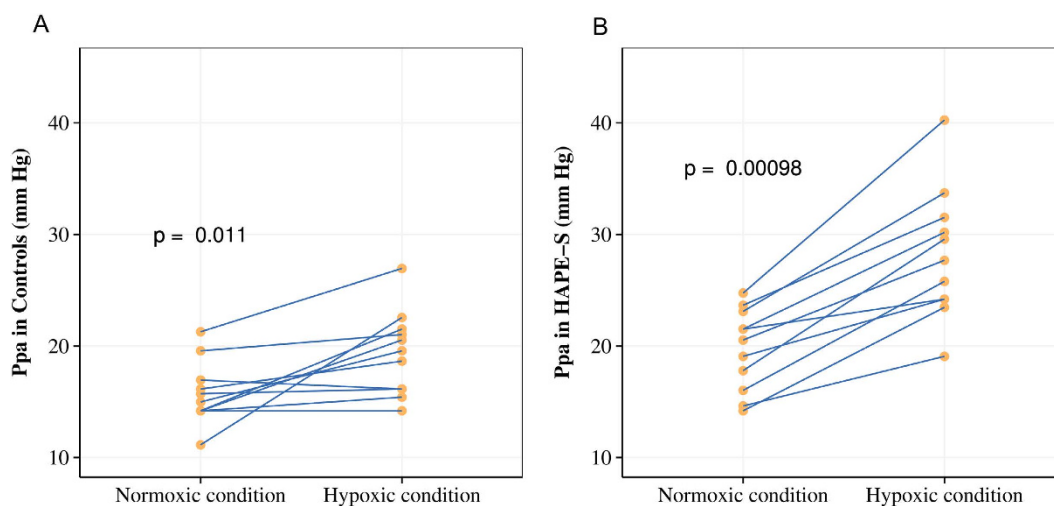 A
Ppa in Controls (mm Hg)
40
30
20
10
p = 0.011
Normoxic condition
Hypoxic condition
B
Ppa in HAPE−S (mm Hg)
40
30
20
10
p = 0.00098
Normoxic condition
Hypoxic condition